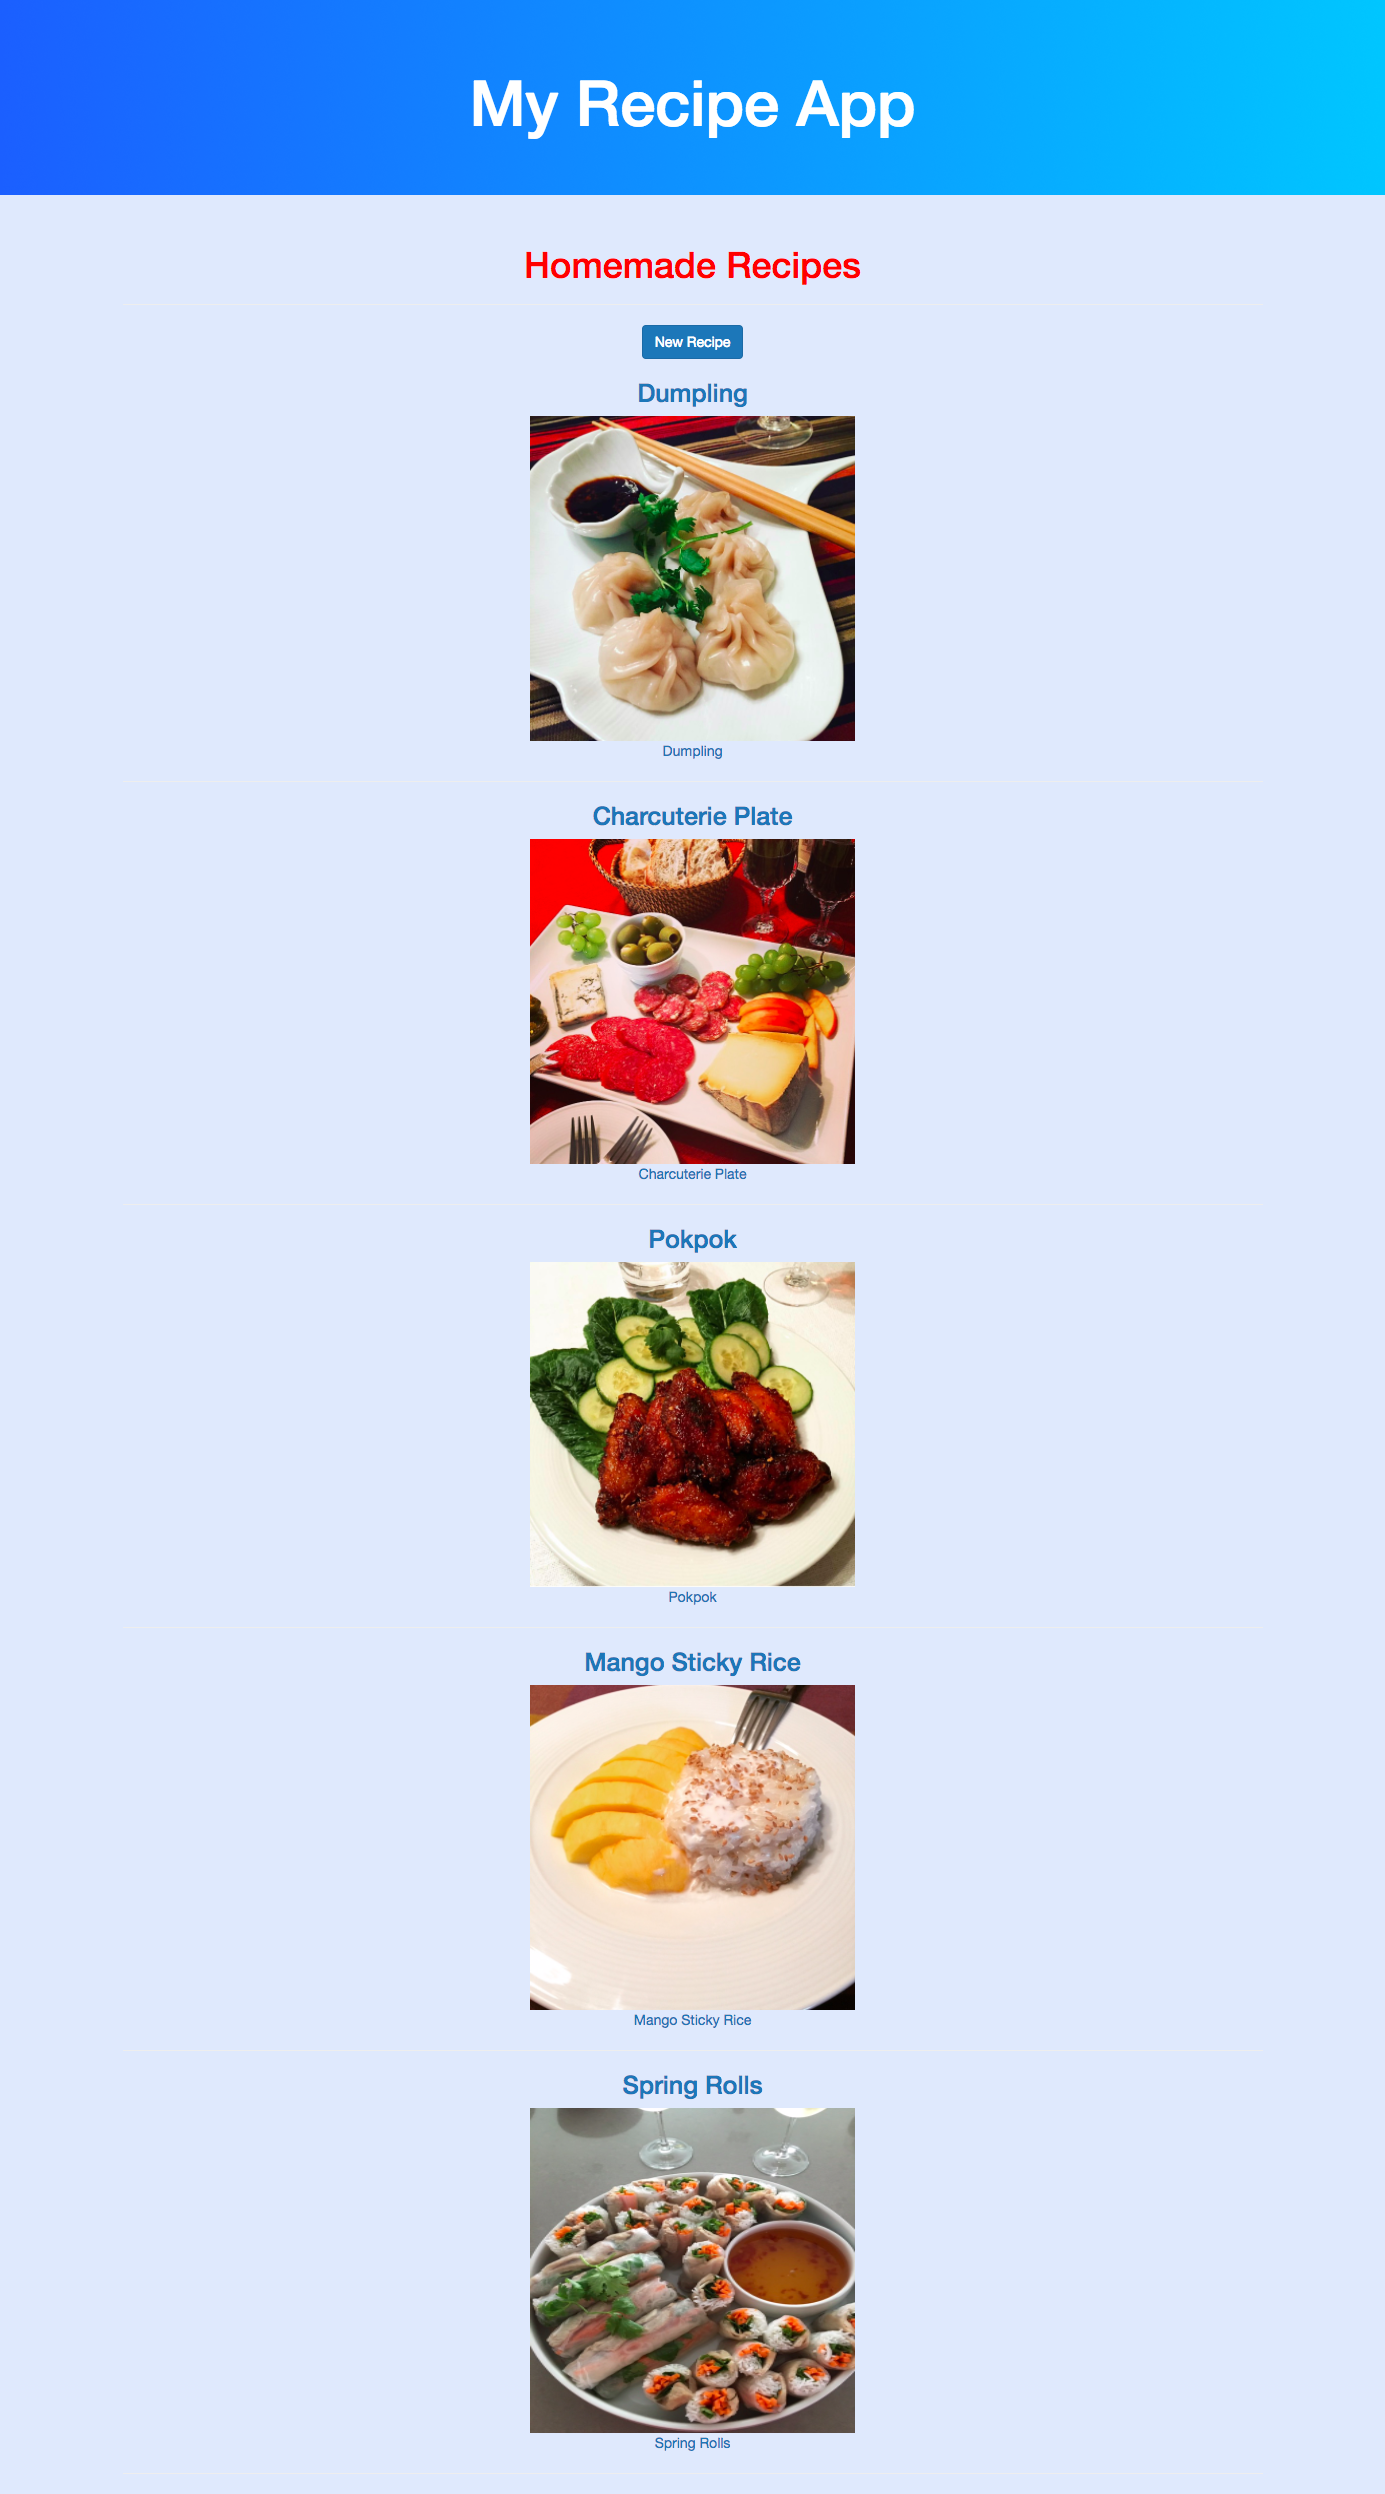 My Recipe App
Homemade Recipes
New Recipe
Dumpling
Dumpling
Charcuterie Plate
Charcuterie Plate
Pokpok
Pokpok
Mango Sticky Rice
Mango Sticky Rice
Spring Rolls
Spring Rolls